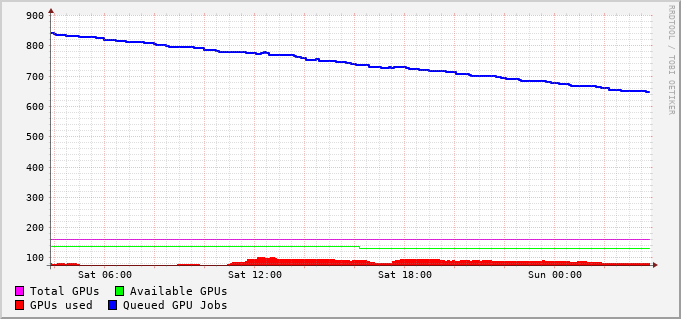 900
800
700
600
500
400
300
200
100
Sat 06:00 Sat 12:00 Sat 18:00 Sun 00:00
Total GPUs Available GPUs
GPUs used Queued GPU Jobs
RRDTOOL / TOBI OETIKER